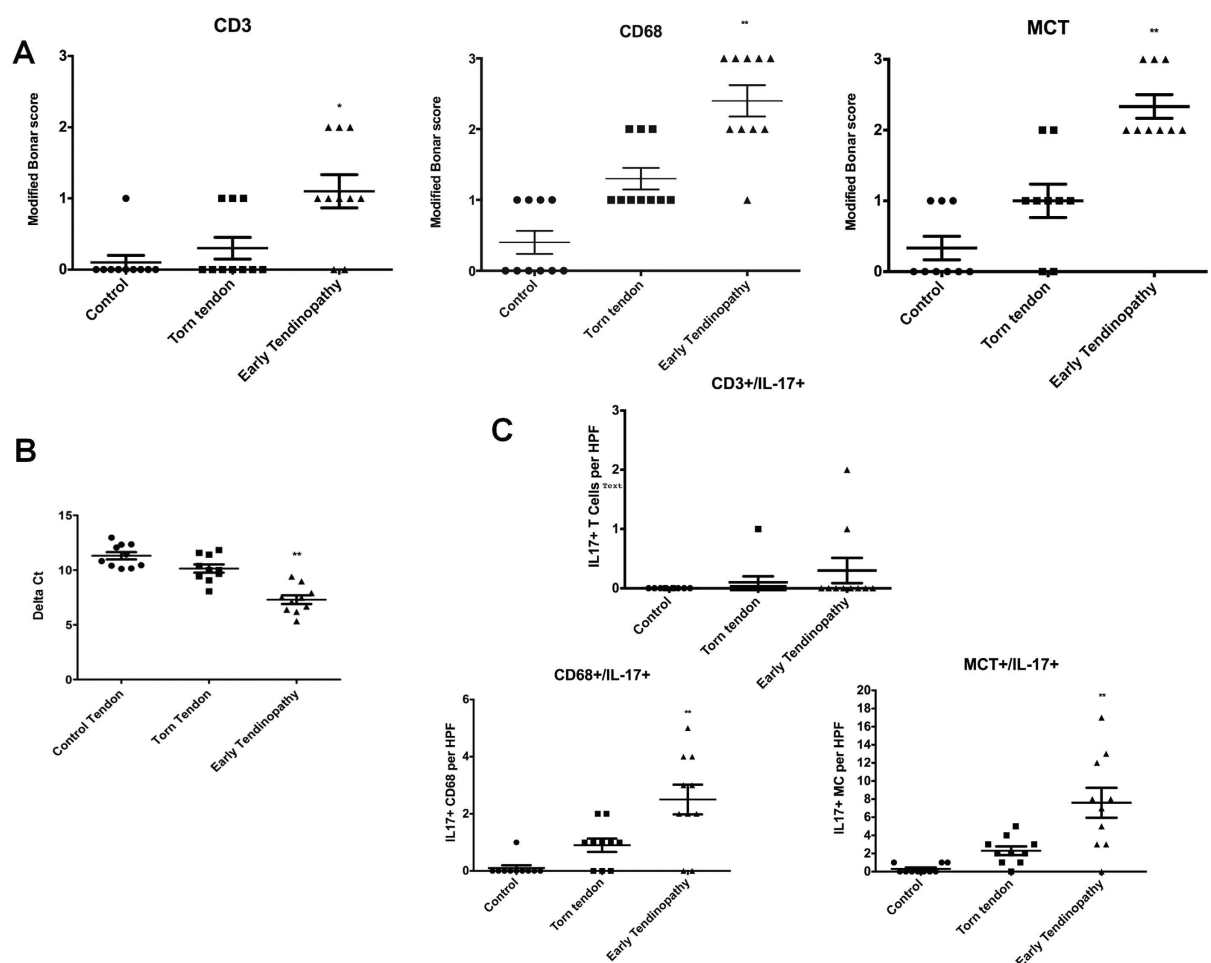 A
CD3
*
Modified Bonar score
3
2
1
0
Control
Torn tendon
Early Tendinopathy
CD68
**
Modified Bonar score
3
2
1
0
Control
Torn tendon
Early Tendinopathy
MCT
**
Modified Bonar score
3
2
1
0
Control
Torn tendon
Early Tendinopathy
B
**
Delta Ct
15
10
5
0
Control Tendon
Torn Tendon
Early Tendinopathy
C
CD3+/IL-17+
IL17+ T Cells per HPF
Text
3
2
1
0
Control
Torn tendon
Early Tendinopathy
CD68+/IL-17+
**
IL17+ CD68 per HPF
6
4
2
0
Control
Torn tendon
Early Tendinopathy
MCT+/IL-17+
**
IL17+ MC per HPF
20
18
16
14
12
10
8
6
4
2
0
Control
Torn tendon
Early Tendinopathy